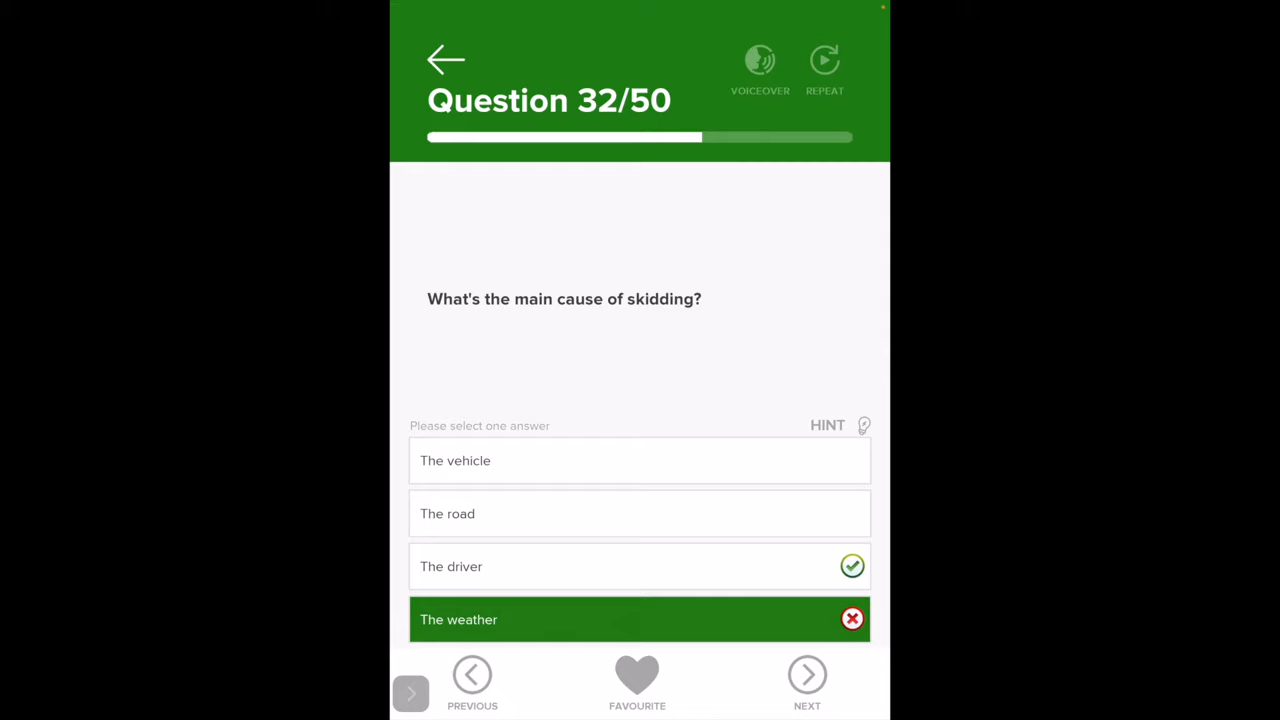 VOICEOVER
REPEAT
Question 32/50
What's the main cause of skidding?
Please select one answer
HINT
The vehicle
The road
The driver
The weather
PREVIOUS
FAVOURITE
NEXT